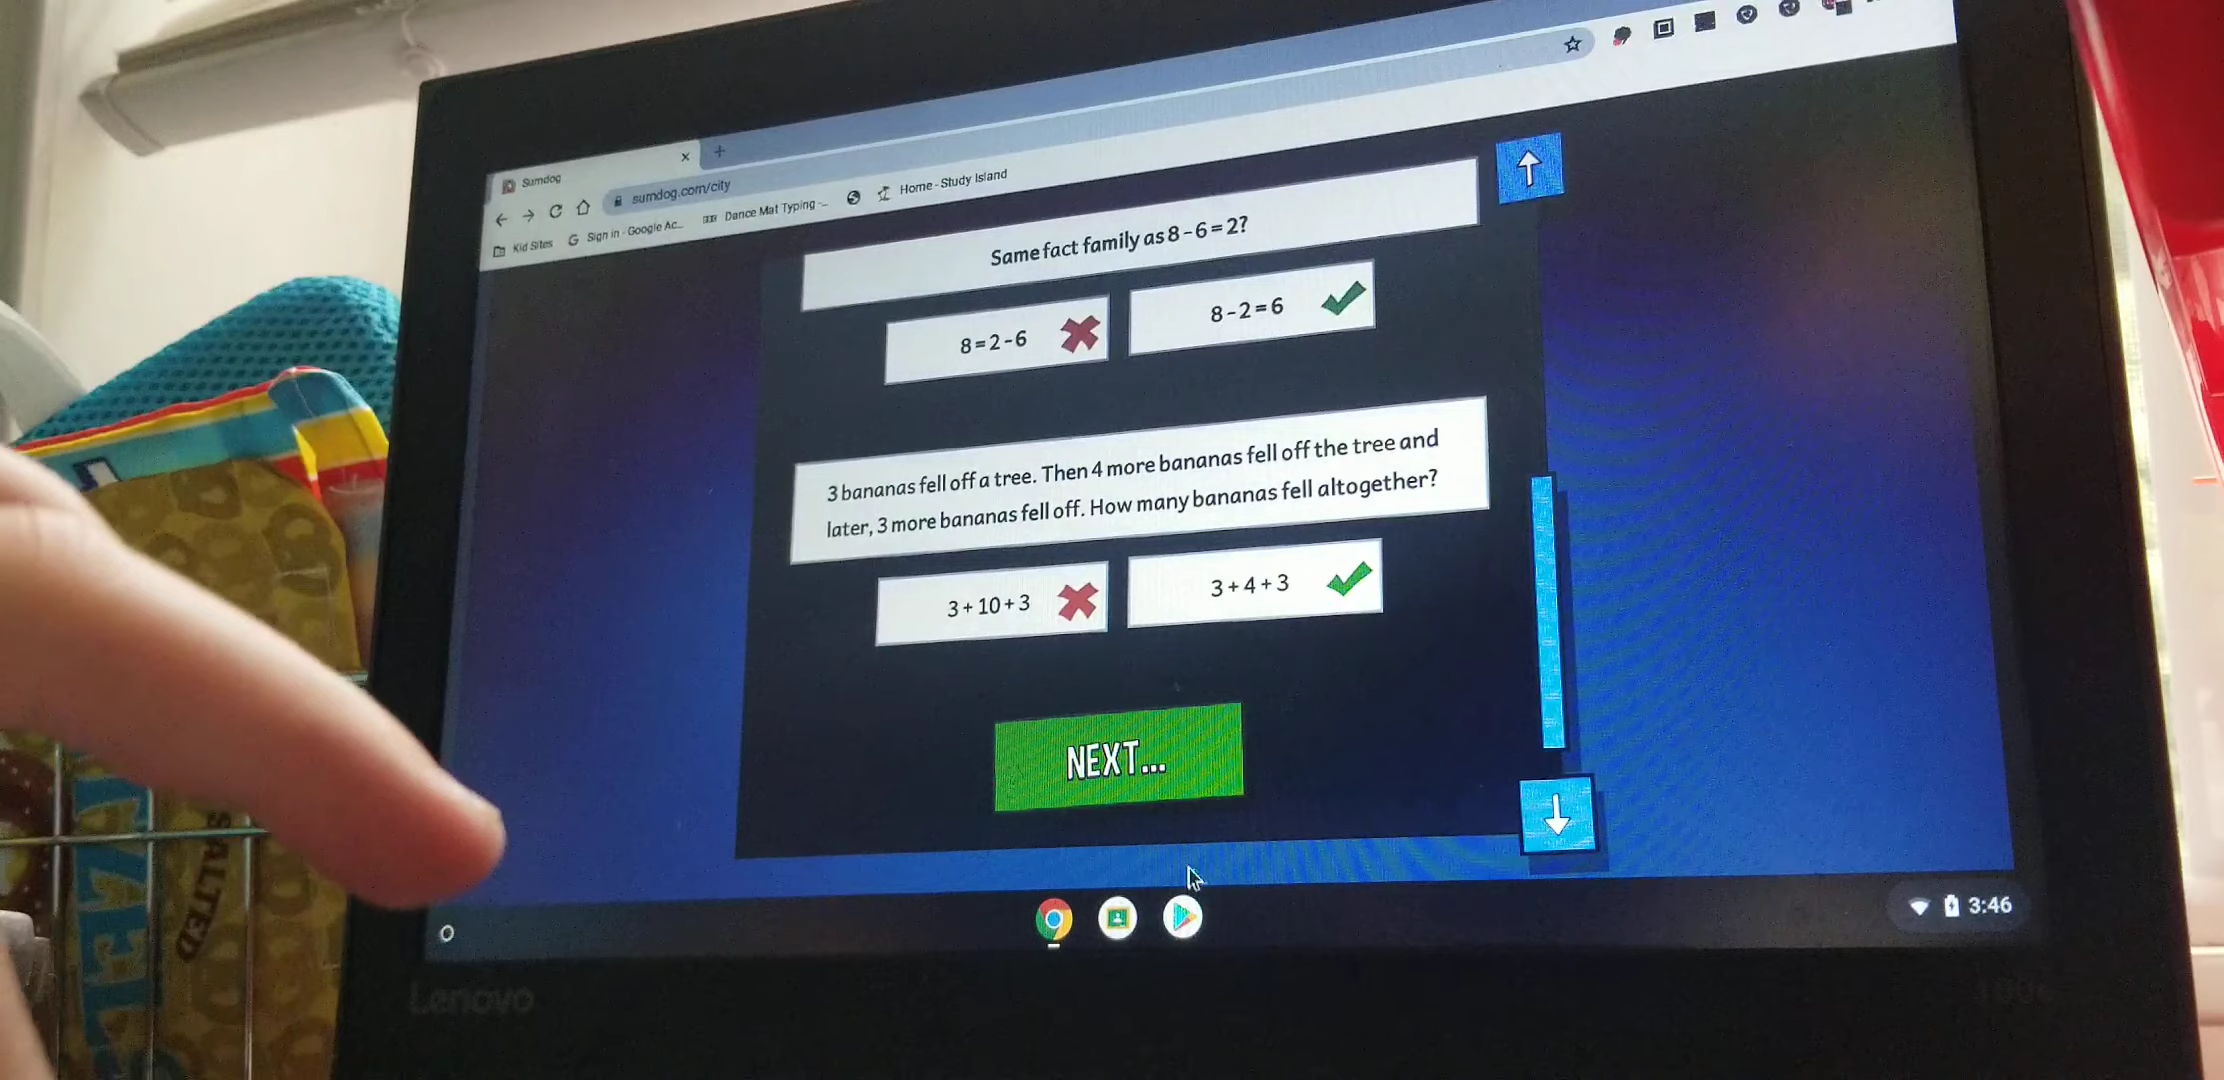 Sumdog
sumdog.com/city
Kid Sites
Sign in - Google Ac...
Dance Mat Typing -...
Home - Study Island
Same fact family as 8 - 6 = 2?
8 = 2 - 6
8 - 2 = 6
3 bananas fell off a tree. Then 4 more bananas fell off the tree and
later, 3 more bananas fell off. How many bananas fell altogether?
3 + 10 + 3
3 + 4 + 3
NEXT...
3:46
Lenovo
SALTED